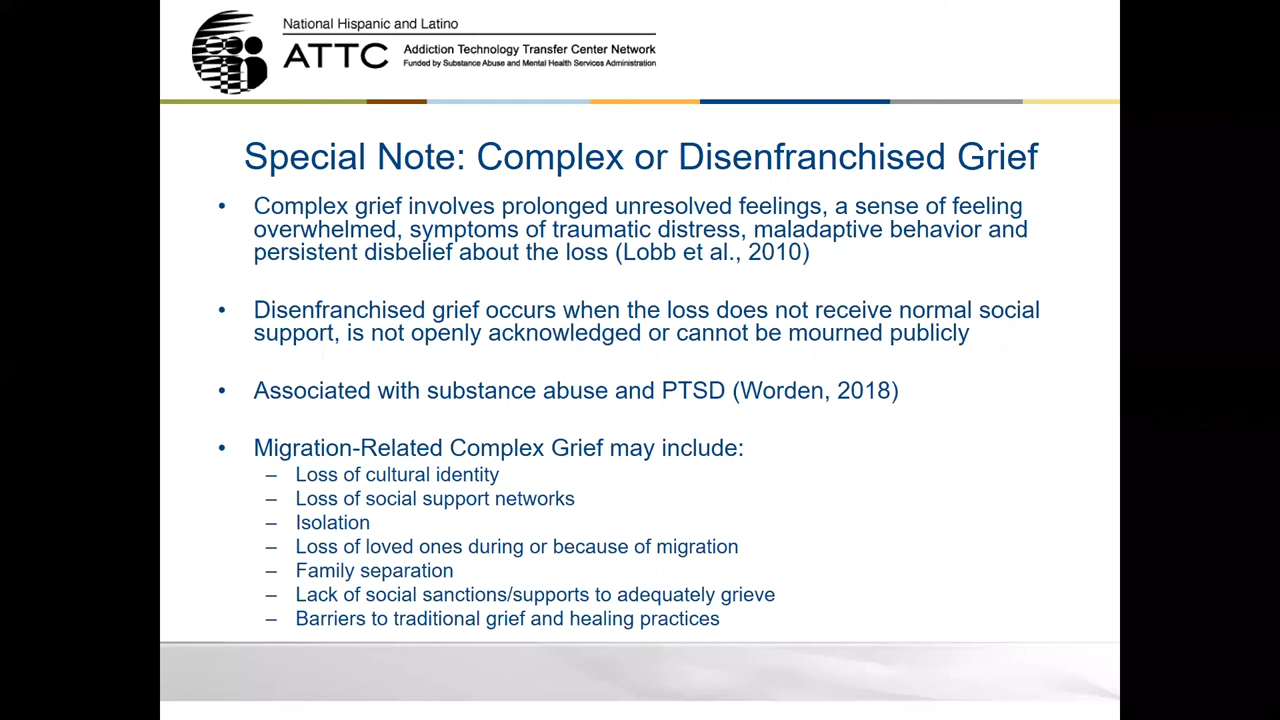 National Hispanic and Latino
ATTC
Addiction Technology Transfer Center Network
Funded by Substance Abuse and Mental Health Services Administration
Special Note: Complex or Disenfranchised Grief
• Complex grief involves prolonged unresolved feelings, a sense of feeling
overwhelmed, symptoms of traumatic distress, maladaptive behavior and
persistent disbelief about the loss (Lobb et al., 2010)
• Disenfranchised grief occurs when the loss does not receive normal social
support, is not openly acknowledged or cannot be mourned publicly
• Associated with substance abuse and PTSD (Worden, 2018)
• Migration-Related Complex Grief may include:
– Loss of cultural identity
– Loss of social support networks
– Isolation
– Loss of loved ones during or because of migration
– Family separation
– Lack of social sanctions/supports to adequately grieve
– Barriers to traditional grief and healing practices